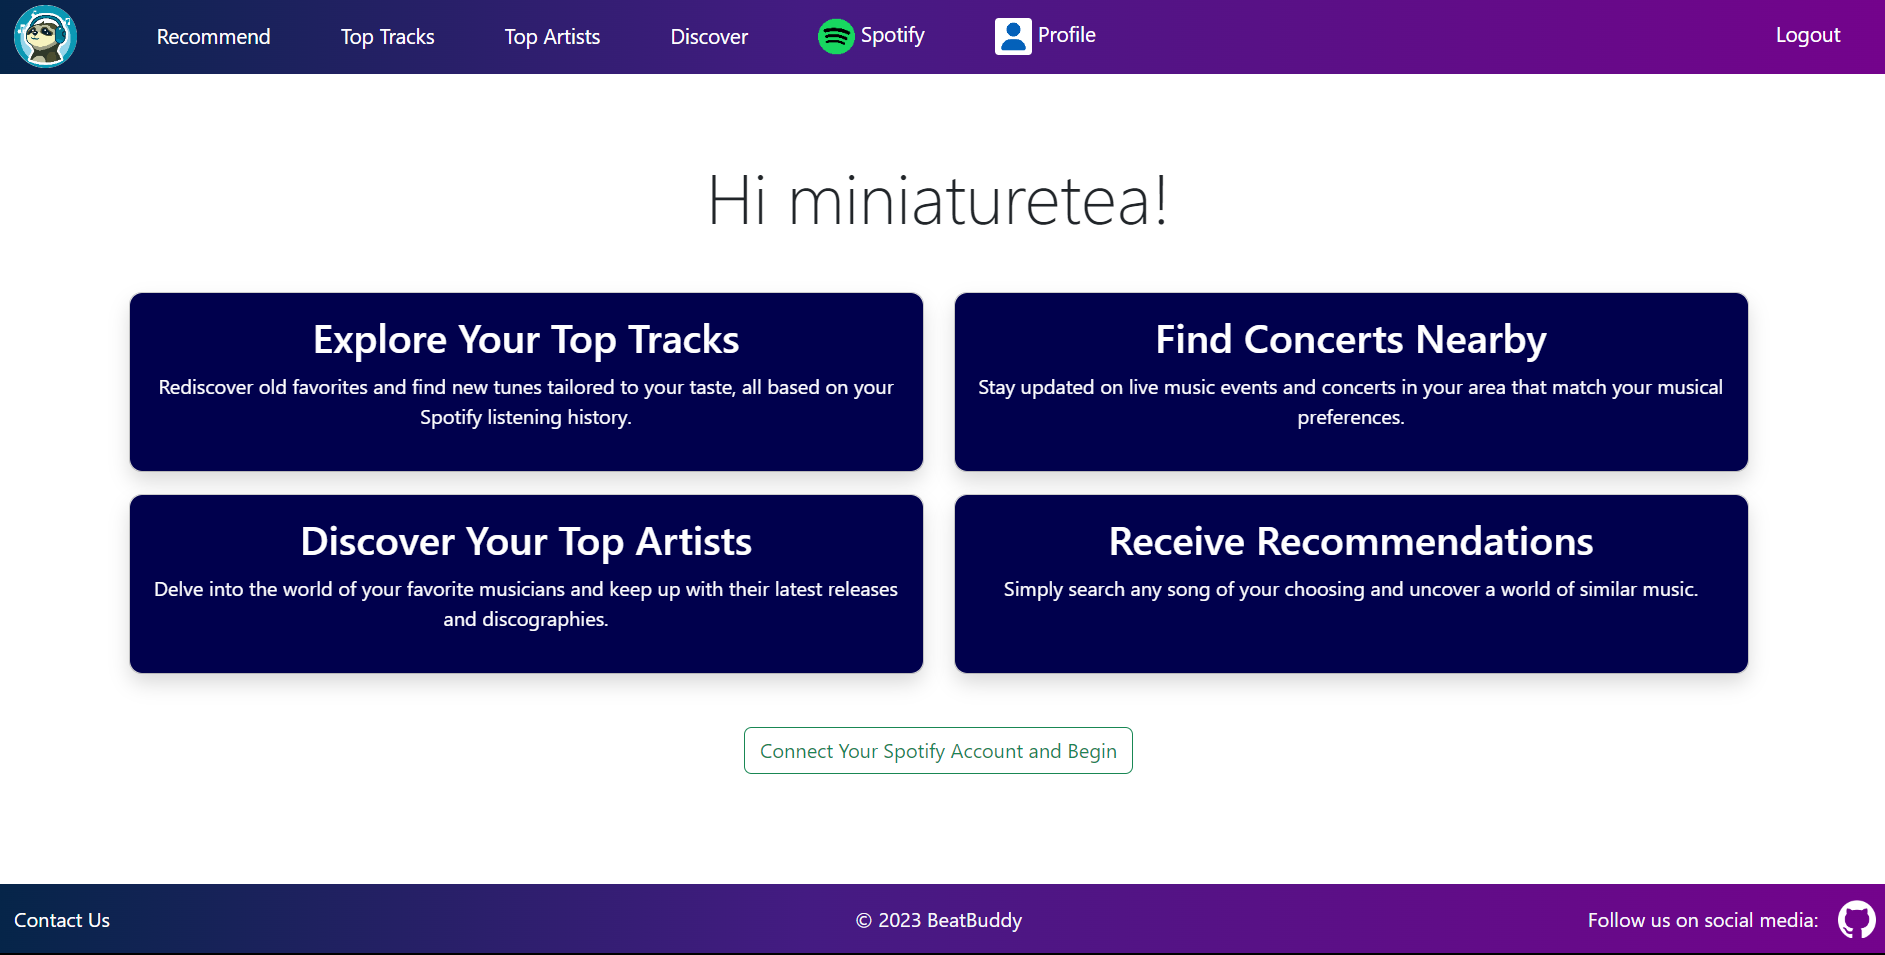 Recommend
Top Tracks
Top Artists
Discover
Spotify
Profile
Logout
Hi miniaturetea!
Explore Your Top Tracks
Rediscover old favorites and find new tunes tailored to your taste, all based on your
Spotify listening history.
Find Concerts Nearby
Stay updated on live music events and concerts in your area that match your musical
preferences.
Discover Your Top Artists
Delve into the world of your favorite musicians and keep up with their latest releases
and discographies.
Receive Recommendations
Simply search any song of your choosing and uncover a world of similar music.
Connect Your Spotify Account and Begin
Contact Us
© 2023 BeatBuddy
Follow us on social media: